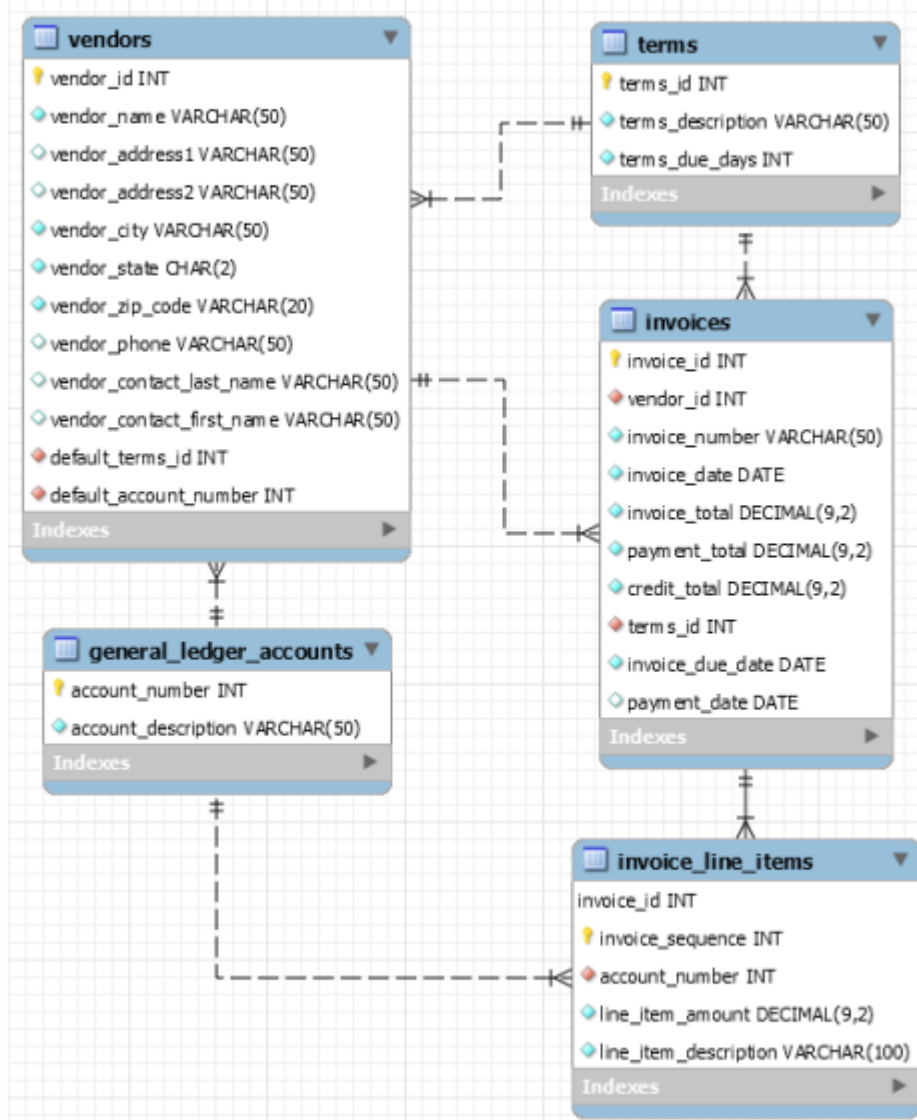 vendors
vendor_id INT
vendor_name VARCHAR(50)
vendor_address1 VARCHAR(50)
vendor_address2 VARCHAR(50)
vendor_city VARCHAR(50)
vendor_state CHAR(2)
vendor_zip_code VARCHAR(20)
vendor_phone VARCHAR(50)
vendor_contact_last_name VARCHAR(50)
vendor_contact_first_name VARCHAR(50)
default_terms_id INT
default_account_number INT
Indexes
terms
terms_id INT
terms_description VARCHAR(50)
terms_due_days INT
Indexes
invoices
invoice_id INT
vendor_id INT
invoice_number VARCHAR(50)
invoice_date DATE
invoice_total DECIMAL(9,2)
payment_total DECIMAL(9,2)
credit_total DECIMAL(9,2)
terms_id INT
invoice_due_date DATE
payment_date DATE
Indexes
general_ledger_accounts
account_number INT
account_description VARCHAR(50)
Indexes
invoice_line_items
invoice_id INT
invoice_sequence INT
account_number INT
line_item_amount DECIMAL(9,2)
line_item_description VARCHAR(100)
Indexes